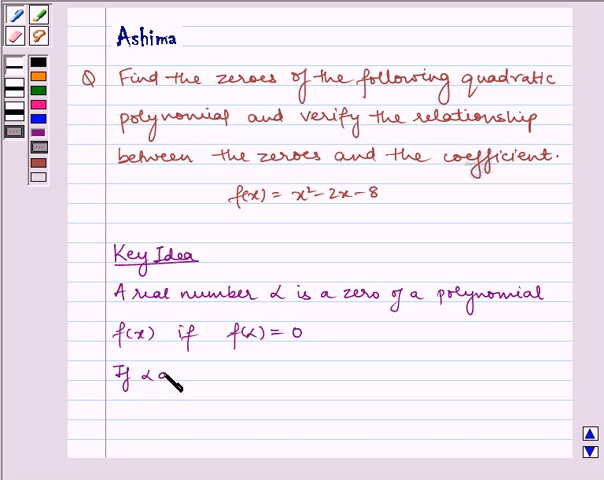 Ashima
Q Find the zeroes of the following quadratic
polynomial and verify the relationship
between the zeroes and the coefficient.
f(x) = x² - 2x - 8
Key Idea
A real number α is a zero of a polynomial
f(x) if f(α) = 0
If α a